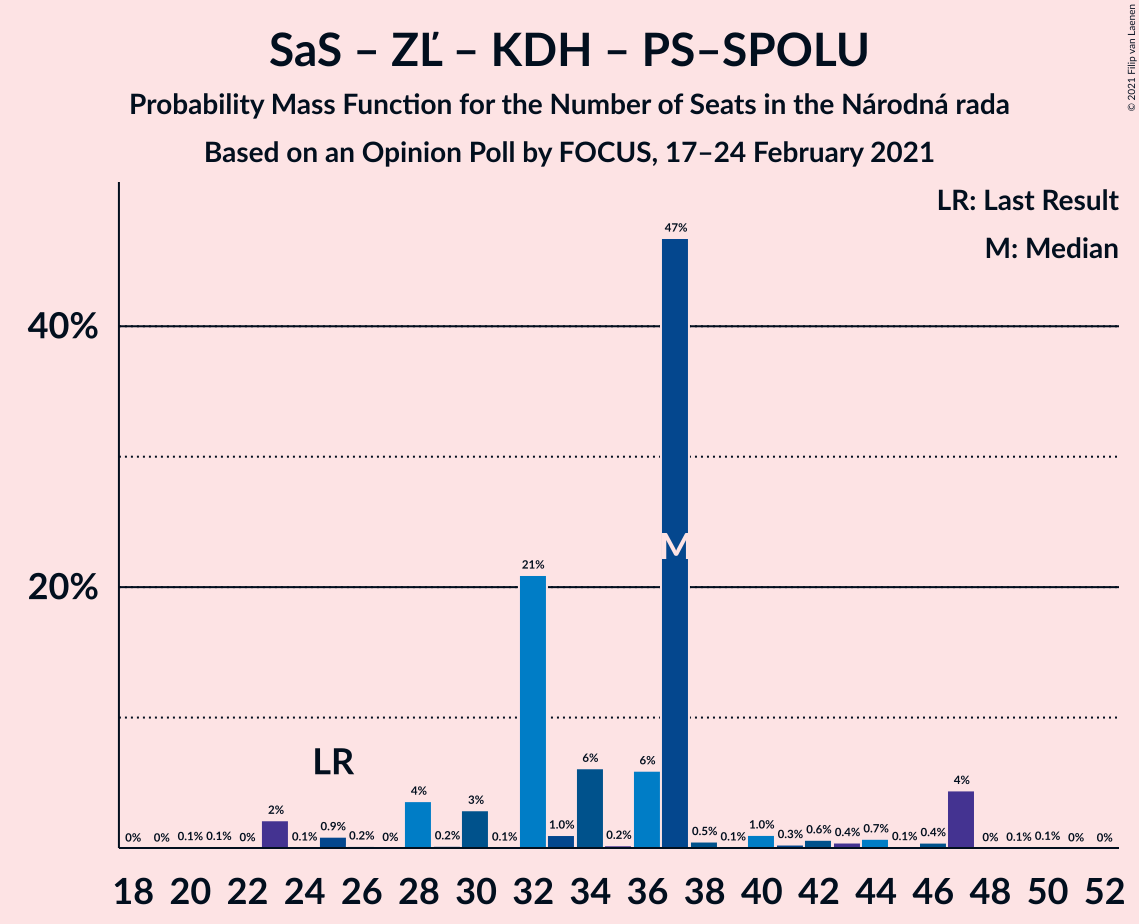 SaS – ZĽ – KDH – PS–SPOLU
Probability Mass Function for the Number of Seats in the Národná rada
Based on an Opinion Poll by FOCUS, 17–24 February 2021
© 2021 Filip van Laenen
LR: Last Result
M: Median
40%
20%
LR
M
0% 0% 0.1% 0.1% 0% 2% 0.1% 0.9% 0.2% 0% 4% 0.2% 3% 0.1% 21% 1.0% 6% 0.2% 6% 47% 0.5% 0.1% 1.0% 0.3% 0.6% 0.4% 0.7% 0.1% 0.4% 4% 0% 0.1% 0.1% 0% 0%
18 20 22 24 26 28 30 32 34 36 38 40 42 44 46 48 50 52